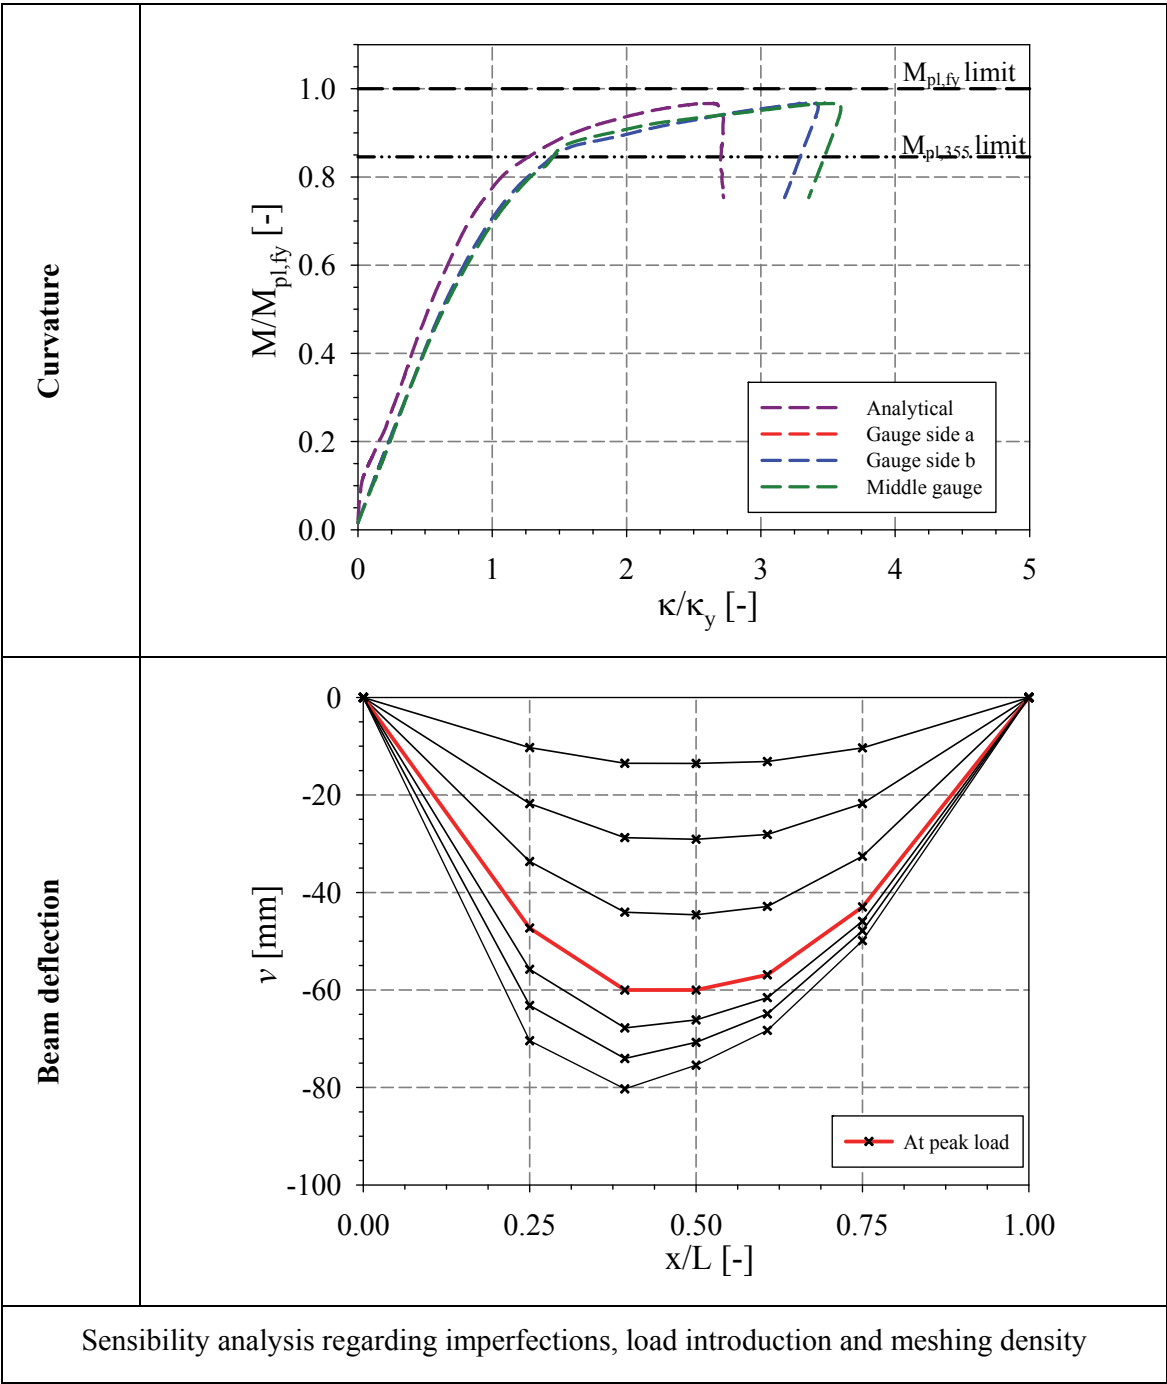 Curvature
M/Mpl,fy [-]
1.0
0.8
0.6
0.4
0.2
0.0
Mpl,fy limit
Mpl,355 limit
Analytical
Gauge side a
Gauge side b
Middle gauge
0 1 2 3 4 5
κ/κy [-]
Beam deflection
v [mm]
0
-20
-40
-60
-80
-100
At peak load
0.00 0.25 0.50 0.75 1.00
x/L [-]
Sensibility analysis regarding imperfections, load introduction and meshing density